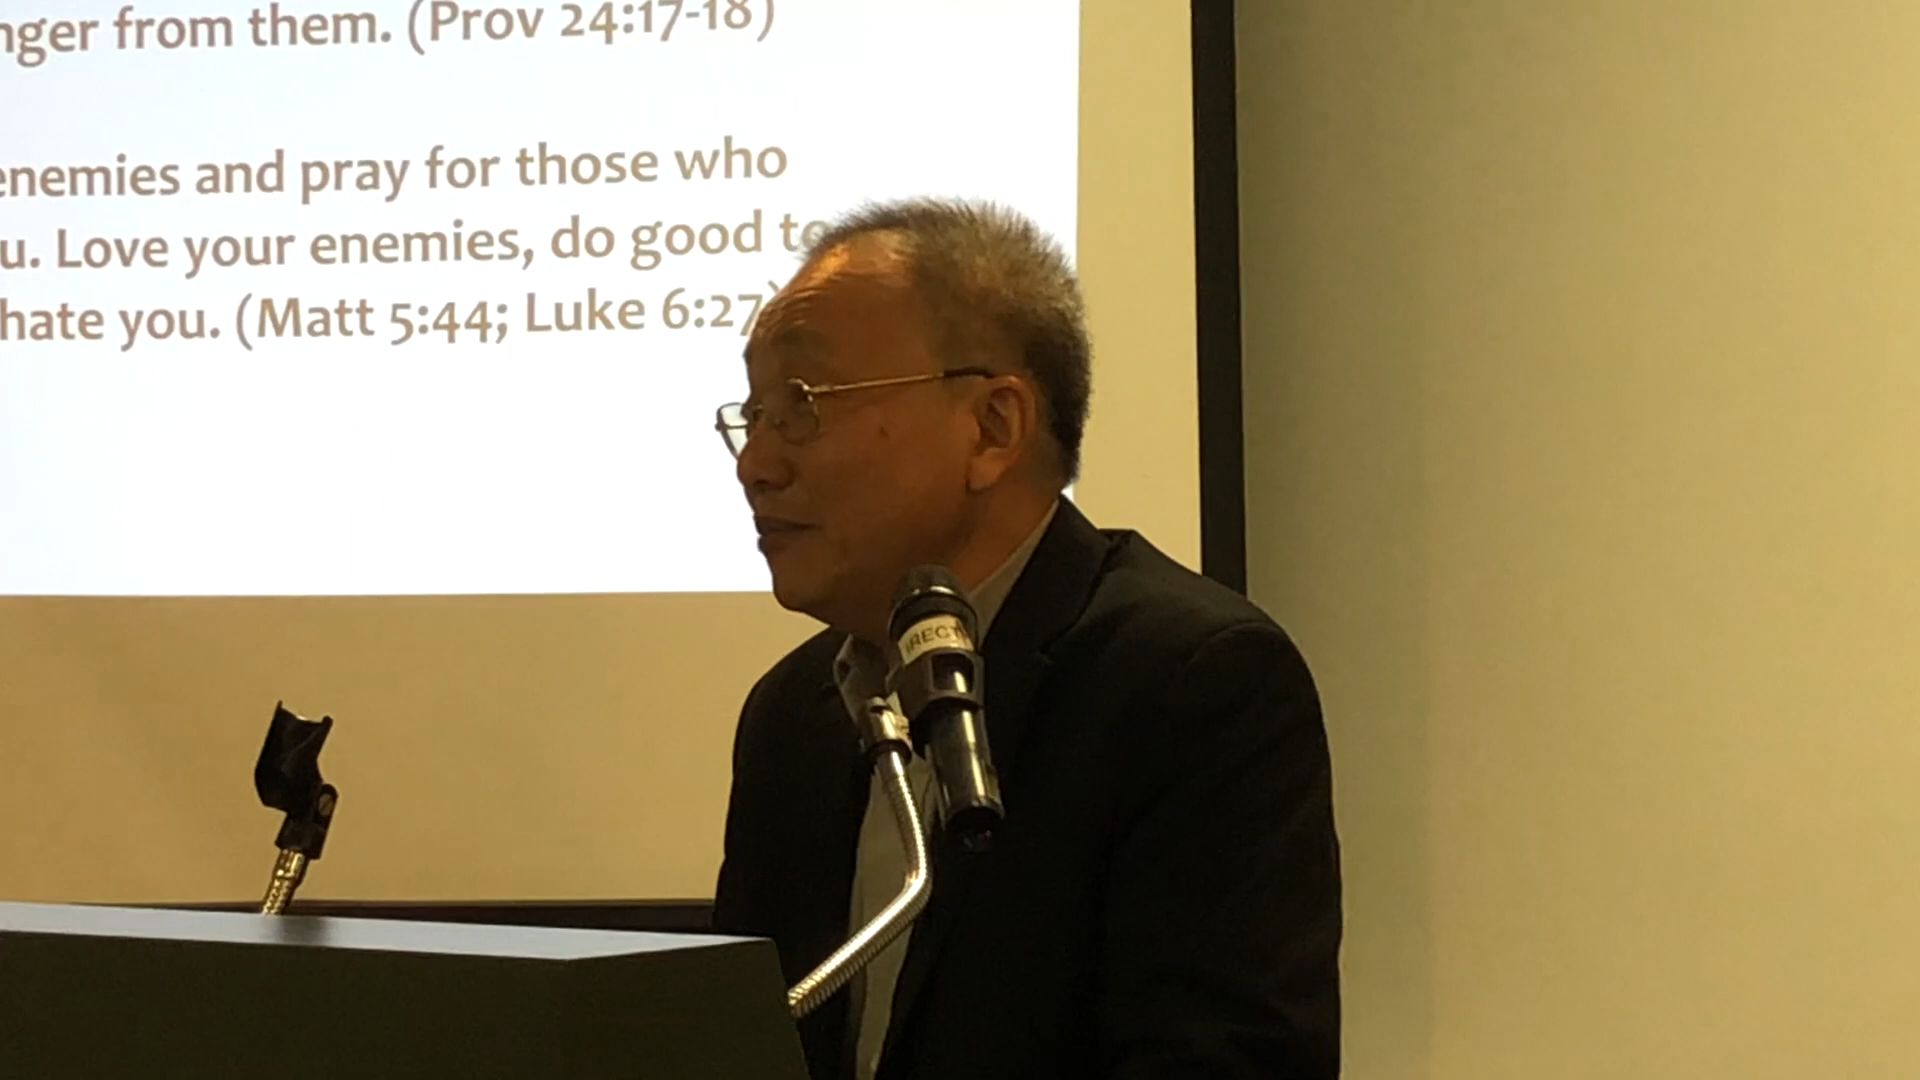 nger from them. (Prov 24:17-18)
enemies and pray for those who
u. Love your enemies, do good to
hate you. (Matt 5:44; Luke 6:27)